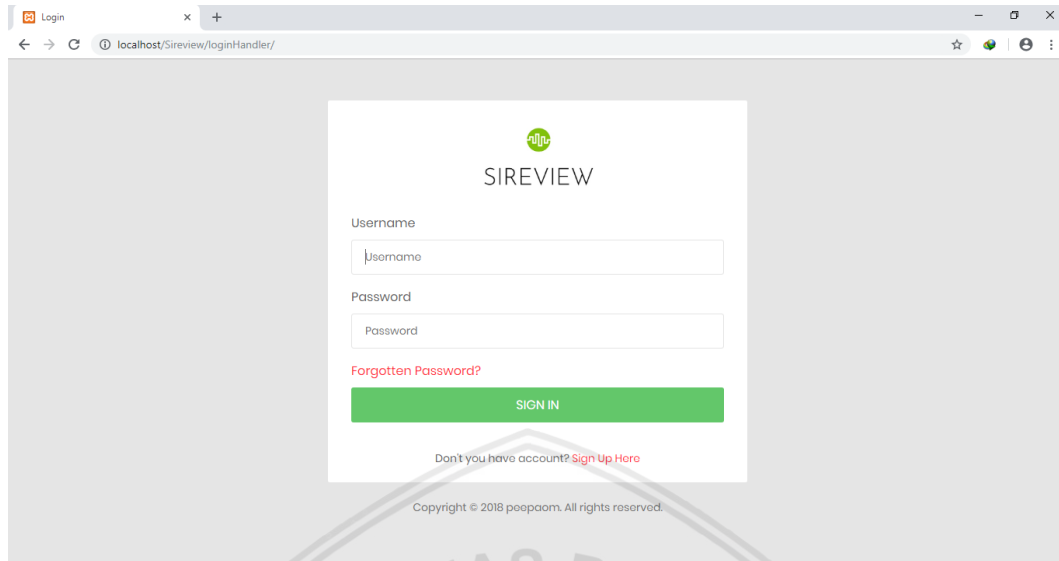 Login
localhost/Sireview/loginHandler/
SIREVIEW
Username
Username
Password
Password
Forgotten Password?
SIGN IN
Don't you have account? Sign Up Here
Copyright © 2018 peepaom. All rights reserved.